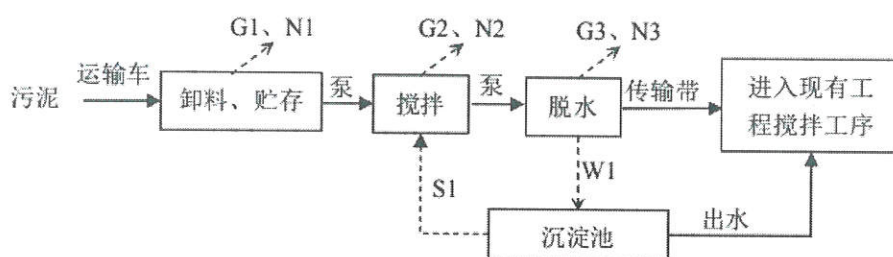 G1、N1
G2、N2
G3、N3
污泥
运输车
卸料、贮存
泵
搅拌
泵
脱水
传输带
进入现有工
程搅拌工序
S1
W1
沉淀池
出水